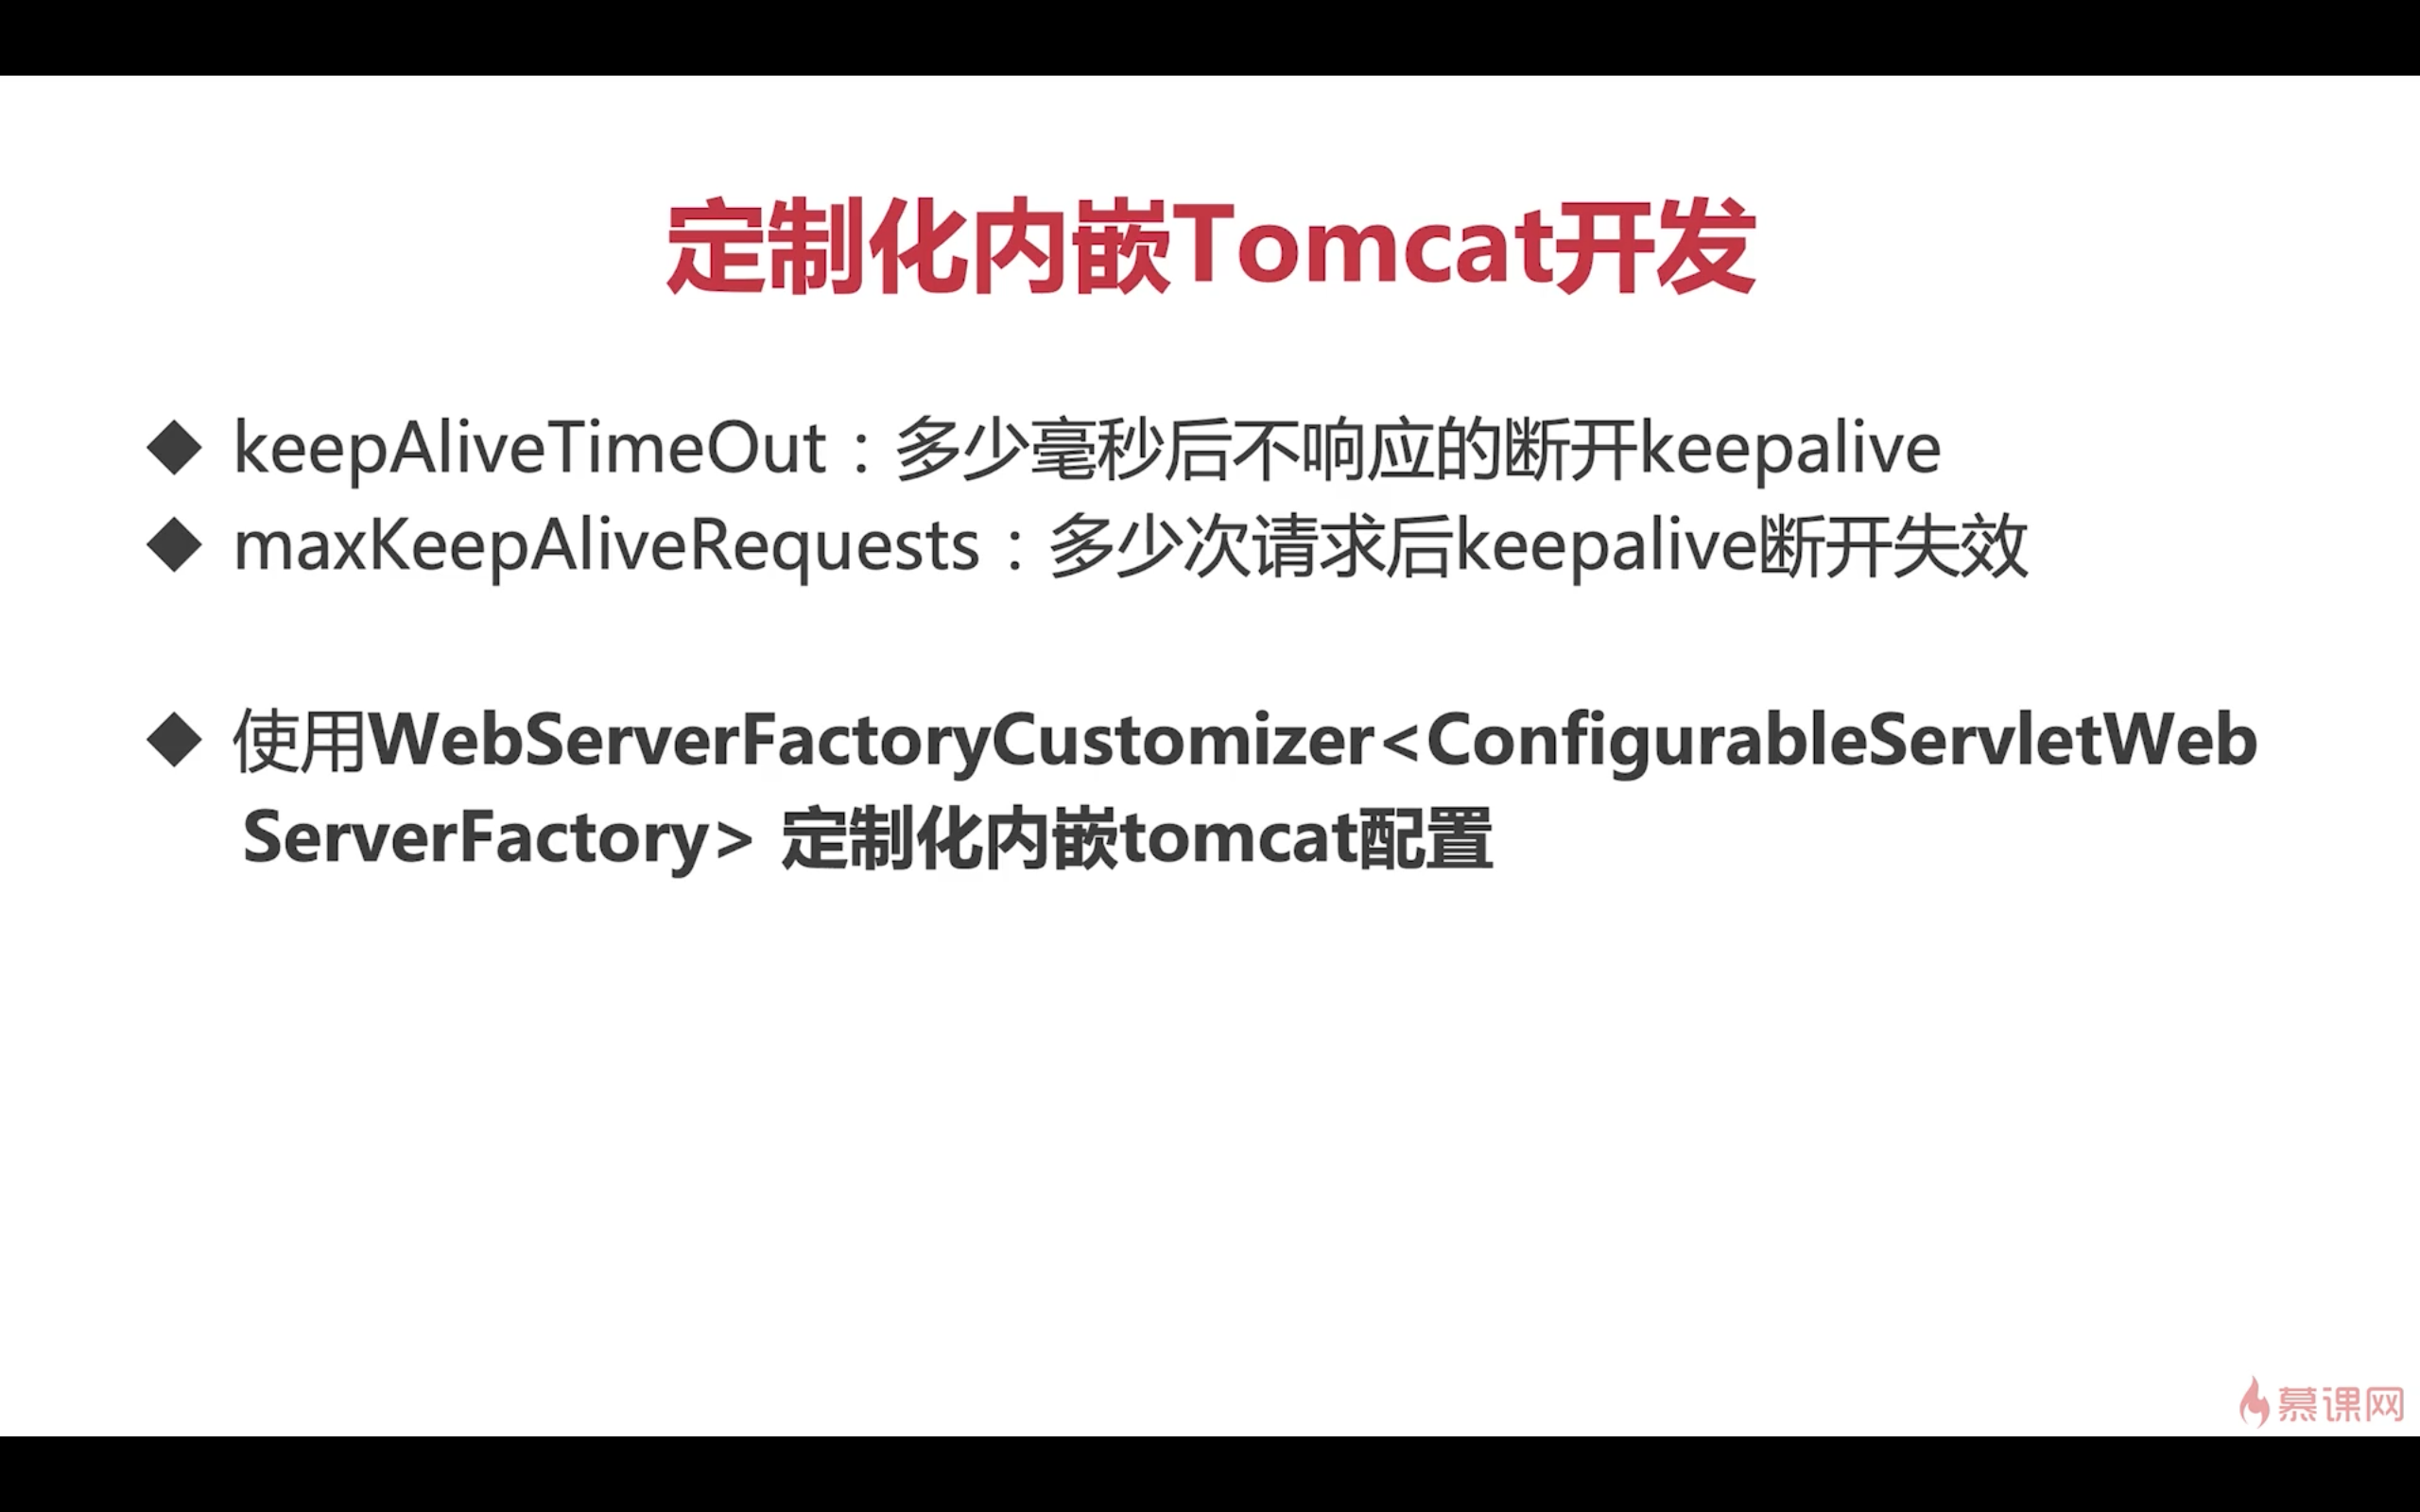 定制化内嵌Tomcat开发
◆ keepAliveTimeOut：多少毫秒后不响应的断开keepalive
◆ maxKeepAliveRequests：多少次请求后keepalive断开失效
◆ 使用WebServerFactoryCustomizer<ConfigurableServletWeb
ServerFactory> 定制化内嵌tomcat配置
慕课网